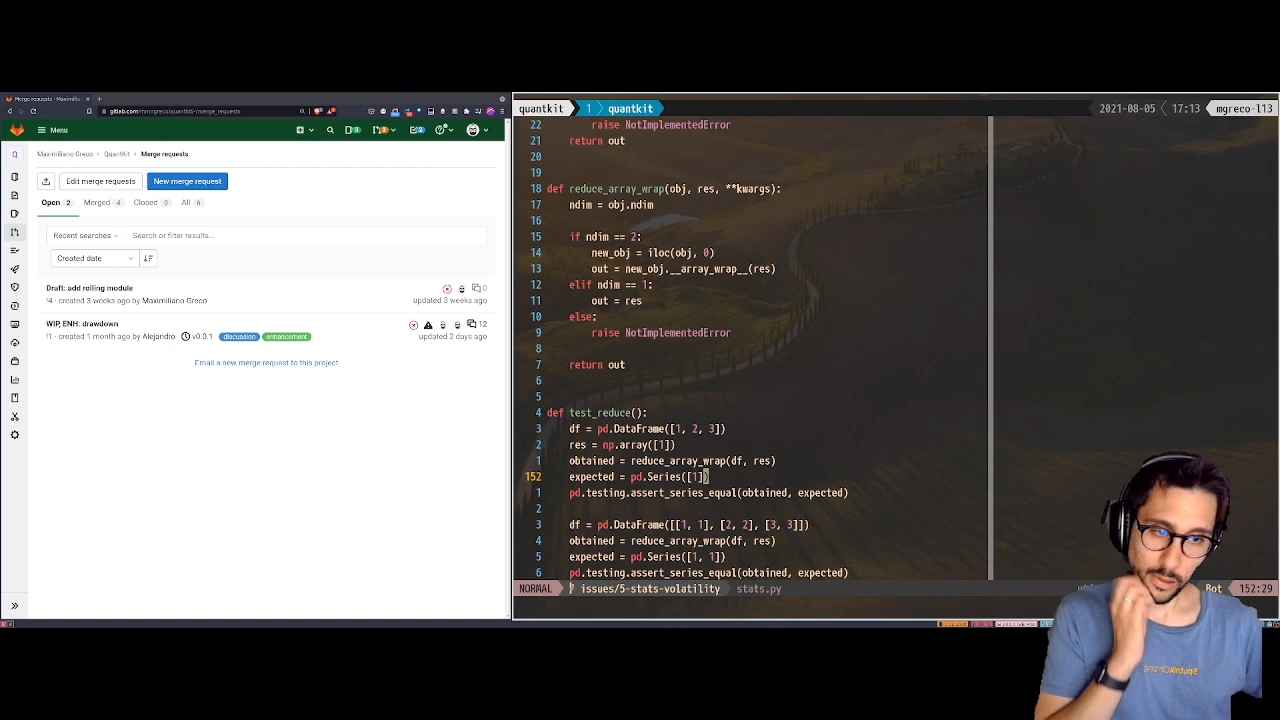 Merge requests · Maximilia
gitlab.com/mmngreco/quantkit/-/merge_requests
Menu
Maximiliano Greco > QuantKit > Merge requests
Edit merge requests
New merge request
Open 2 Merged 4 Closed 0 All 6
Recent searches
Search or filter results...
Created date
Draft: add rolling module
0
!4 · created 3 weeks ago by Maximiliano Greco
updated 3 weeks ago
WIP, ENH: drawdown
12
!1 · created 1 month ago by Alejandro v0.0.1 discussion enhancement
updated 2 days ago
Email a new merge request to this project
quantkit 1 quantkit 2021-08-05 17:13 mgreco-l13
22 raise NotImplementedError
21 return out
20
19
18 def reduce_array_wrap(obj, res, **kwargs):
17 ndim = obj.ndim
16
15 if ndim == 2:
14 new_obj = iloc(obj, 0)
13 out = new_obj.__array_wrap__(res)
12 elif ndim == 1:
11 out = res
10 else:
9 raise NotImplementedError
8
7 return out
6
5
4 def test_reduce():
3 df = pd.DataFrame([1, 2, 3])
2 res = np.array([1])
1 obtained = reduce_array_wrap(df, res)
152 expected = pd.Series([1])
1 pd.testing.assert_series_equal(obtained, expected)
2
3 df = pd.DataFrame([[1, 1], [2, 2], [3, 3]])
4 obtained = reduce_array_wrap(df, res)
5 expected = pd.Series([1, 1])
6 pd.testing.assert_series_equal(obtained, expected)
NORMAL issues/5-stats-volatility stats.py Bot 152:29